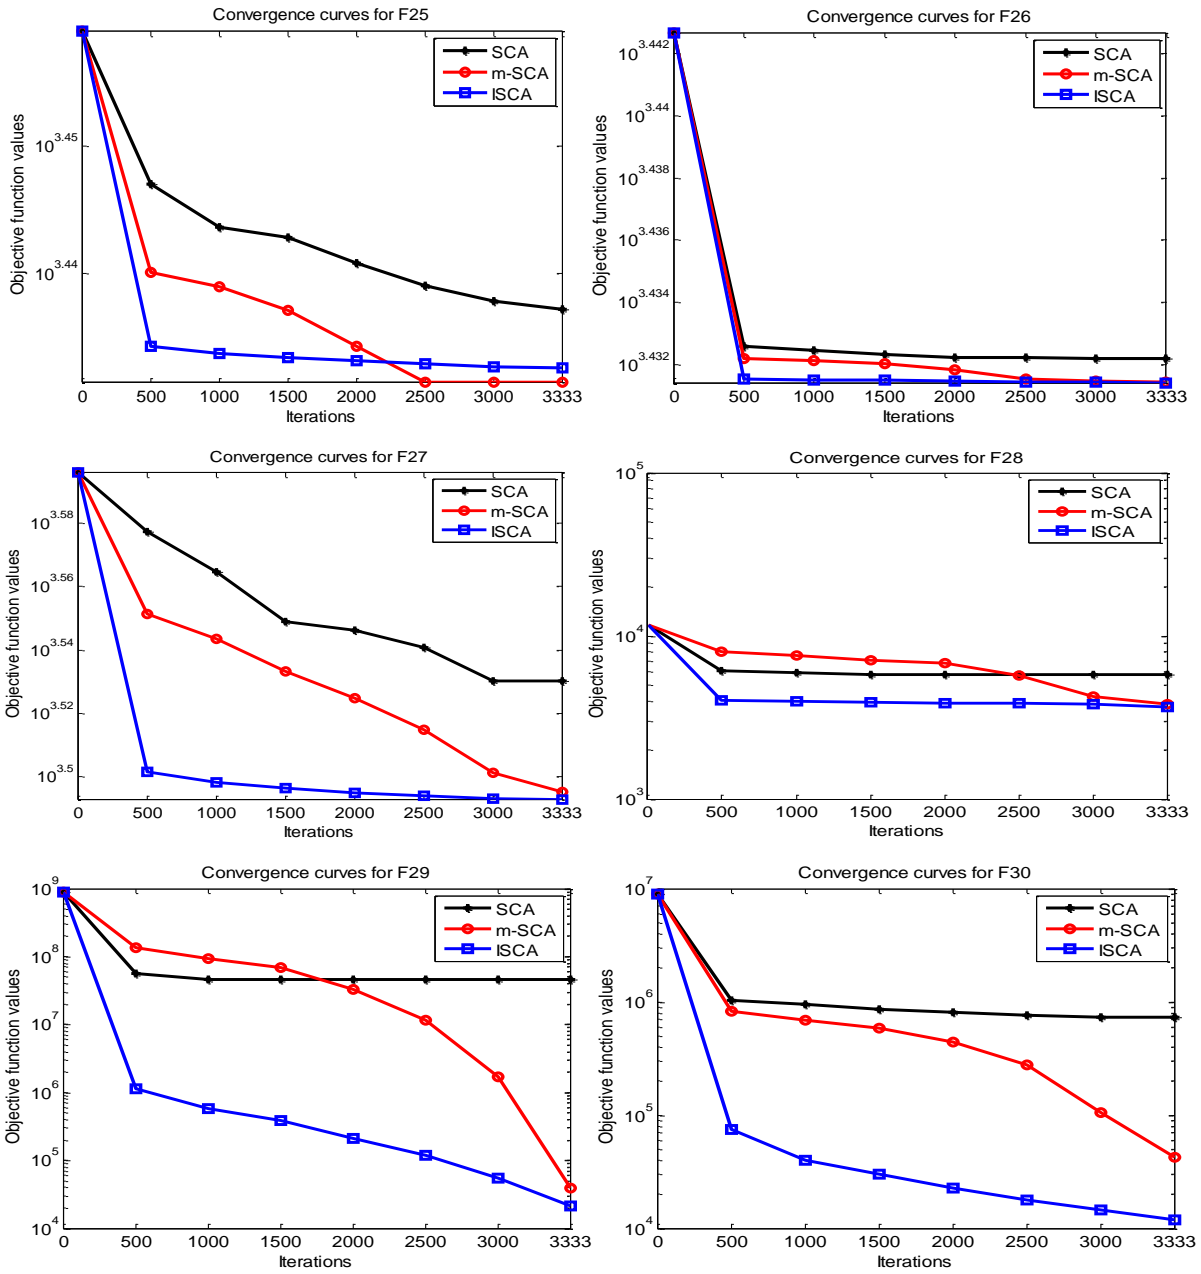 Convergence curves for F25
Objective function values
10^3.45
10^3.44
SCA
m-SCA
ISCA
0 500 1000 1500 2000 2500 3000 3333
Iterations
Convergence curves for F26
Objective function values
10^3.442
10^3.44
10^3.438
10^3.436
10^3.434
10^3.432
SCA
m-SCA
ISCA
0 500 1000 1500 2000 2500 3000 3333
Iterations
Convergence curves for F27
Objective function values
10^3.58
10^3.56
10^3.54
10^3.52
10^3.5
SCA
m-SCA
ISCA
0 500 1000 1500 2000 2500 3000 3333
Iterations
Convergence curves for F28
Objective function values
10^5
10^4
10^3
SCA
m-SCA
ISCA
500 1000 1500 2000 2500 3000 3333
Iterations
Convergence curves for F29
Objective function values
10^9
10^8
10^7
10^6
10^5
10^4
SCA
m-SCA
ISCA
0 500 1000 1500 2000 2500 3000 3333
Iterations
Convergence curves for F30
Objective function values
10^7
10^6
10^5
10^4
SCA
m-SCA
ISCA
0 500 1000 1500 2000 2500 3000 3333
Iterations